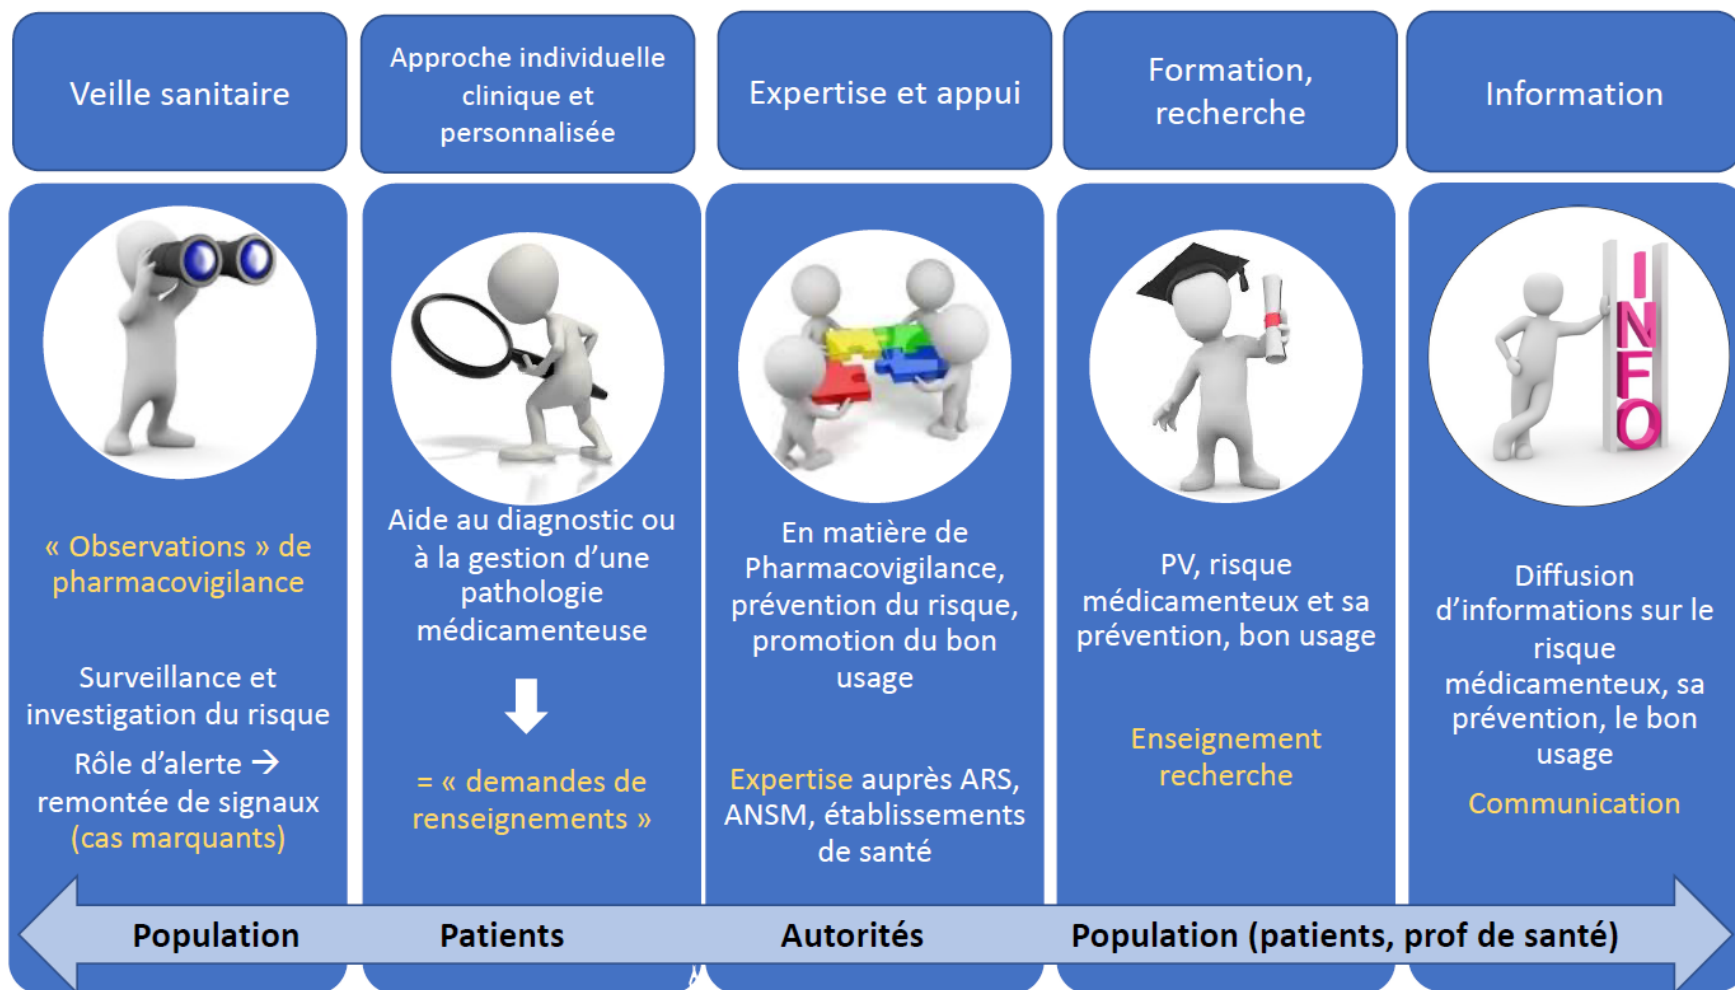 Veille sanitaire
Approche individuelle
clinique et
personnalisée
Expertise et appui
Formation,
recherche
Information
« Observations » de
pharmacovigilance
Surveillance et
investigation du risque
Rôle d'alerte →
remontée de signaux
(cas marquants)
Aide au diagnostic ou
à la gestion d'une
pathologie
médicamenteuse
= « demandes de
renseignements »
En matière de
Pharmacovigilance,
prévention du risque,
promotion du bon
usage
Expertise auprès ARS,
ANSM, établissements
de santé
PV, risque
médicamenteux et sa
prévention, bon usage
Enseignement
recherche
INFO
Diffusion
d'informations sur le
risque
médicamenteux, sa
prévention, le bon
usage
Communication
Population
Patients
Autorités
Population (patients, prof de santé)